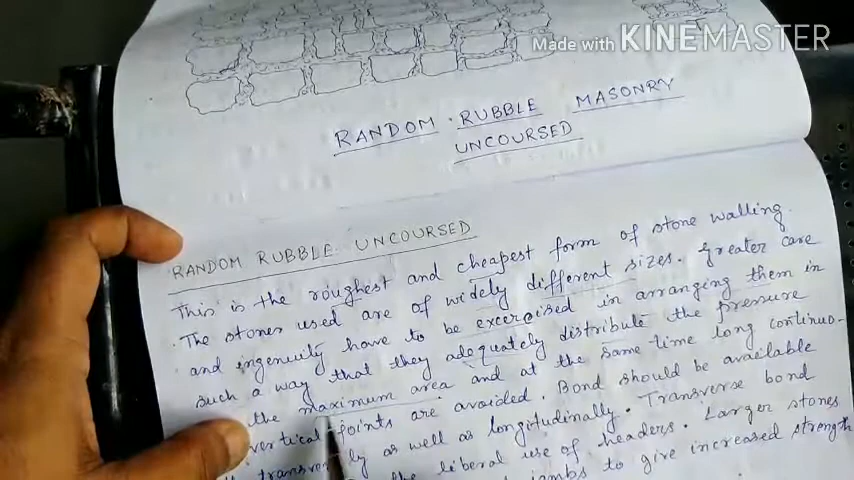 Made with KINEMASTER
RANDOM RUBBLE MASONRY
UNCOURSED
RANDOM RUBBLE UNCOURSED
This is the roughest and cheapest form of stone walling.
The stones used are of widely different sizes. Greater care
and ingenuity have to be excercised in arranging them in
such a way that they adequately distribute the pressure
the maximum area and at the same time long continuo-
vertical joints are avoided. Bond should be available
ly as well as longitudinally. Transverse bond
the liberal use of headers. Larger stones
jambs to give increased strength